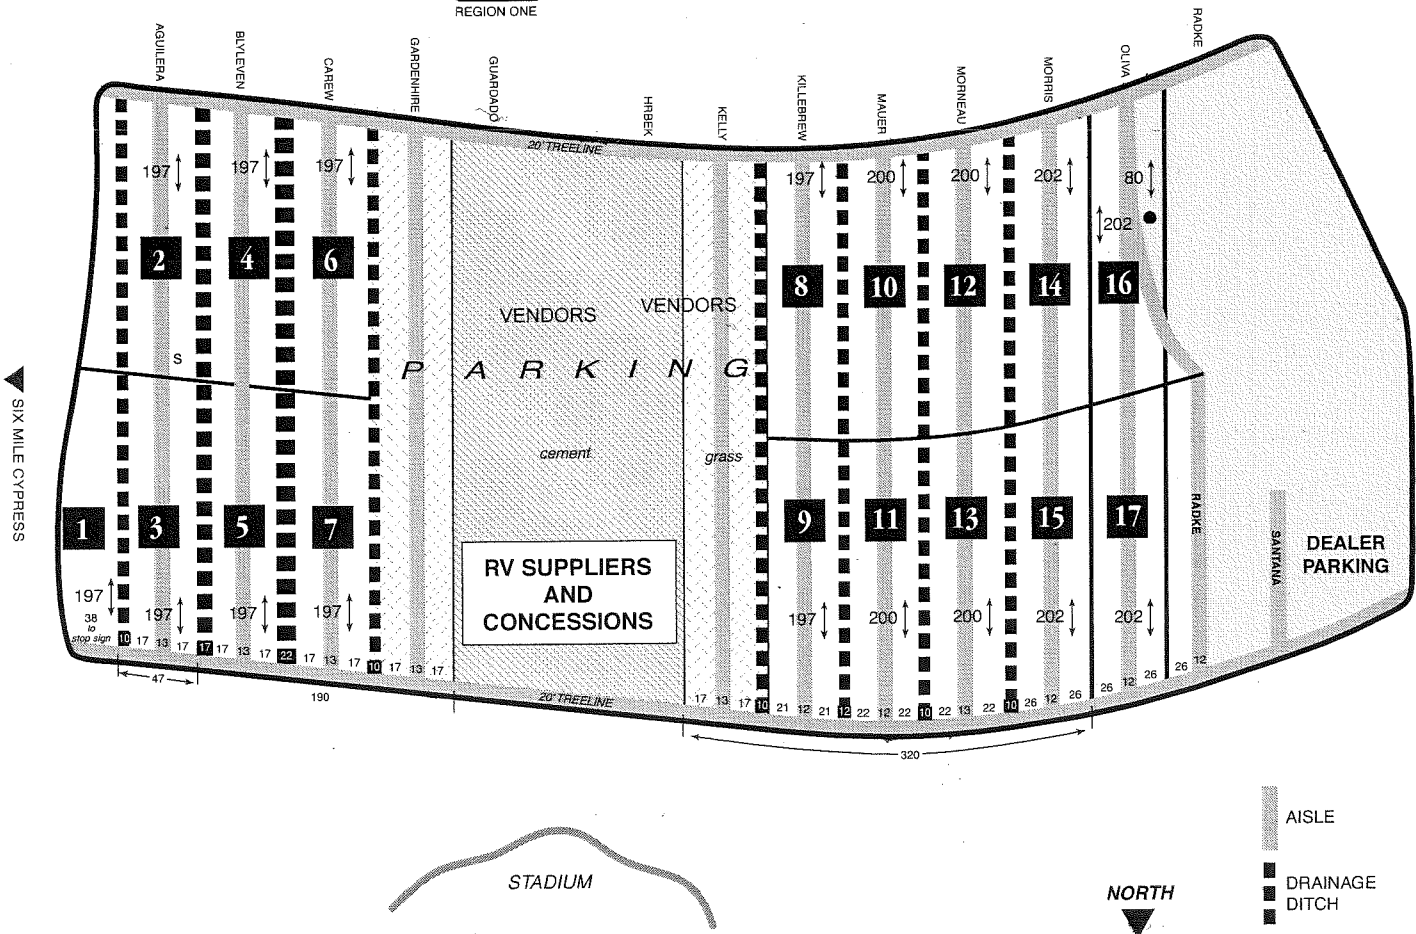 REGION ONE
AGUILERA
BLYLEVEN
CAREW
GARDENHIRE
GUARDADO
HRBEK
KELLY
KILLEBREW
MAUER
MORNEAU
MORRIS
OLIVA
RADKE
20' TREELINE
197
197
197
197
200
200
202
80
202
2
4
6
8
10
12
14
16
VENDORS
VENDORS
S
PARKING
SIX MILE CYPRESS
cement
grass
1
3
5
7
9
11
13
15
17
RADKE
SANTANA
DEALER
PARKING
RV SUPPLIERS
AND
CONCESSIONS
197
38
to
stop sign
197
197
197
197
200
200
202
202
10
17
13
17
17
17
13
17
22
17
13
17
10
17
13
17
17
13
17
10
21
12
21
12
22
12
22
10
22
13
22
10
26
12
26
26
12
26
26
12
47
190
20' TREELINE
320
STADIUM
NORTH
AISLE
DRAINAGE
DITCH